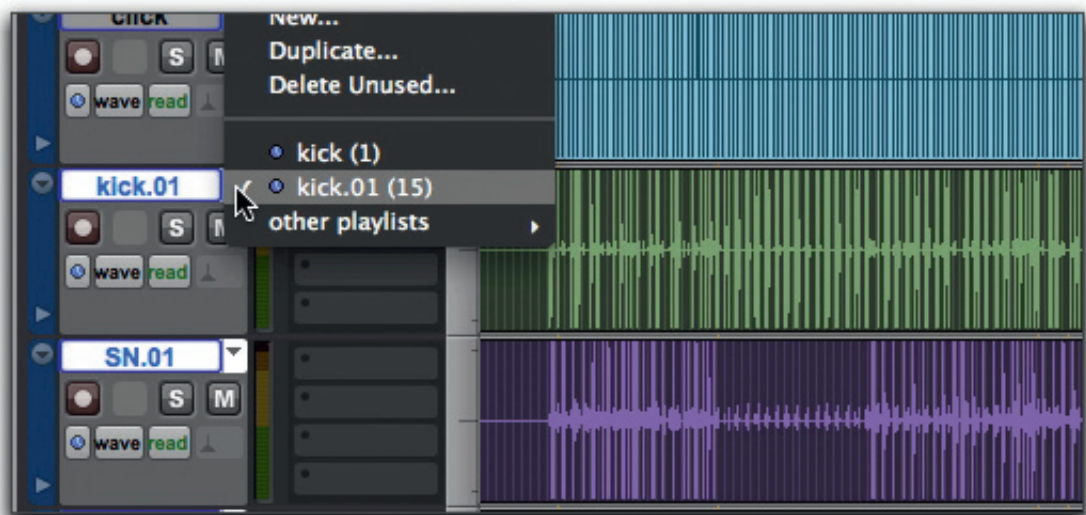 click
New...
Duplicate...
S M
Delete Unused...
wave read
kick (1)
kick.01
kick.01 (15)
S M
other playlists
wave read
SN.01
S M
wave read